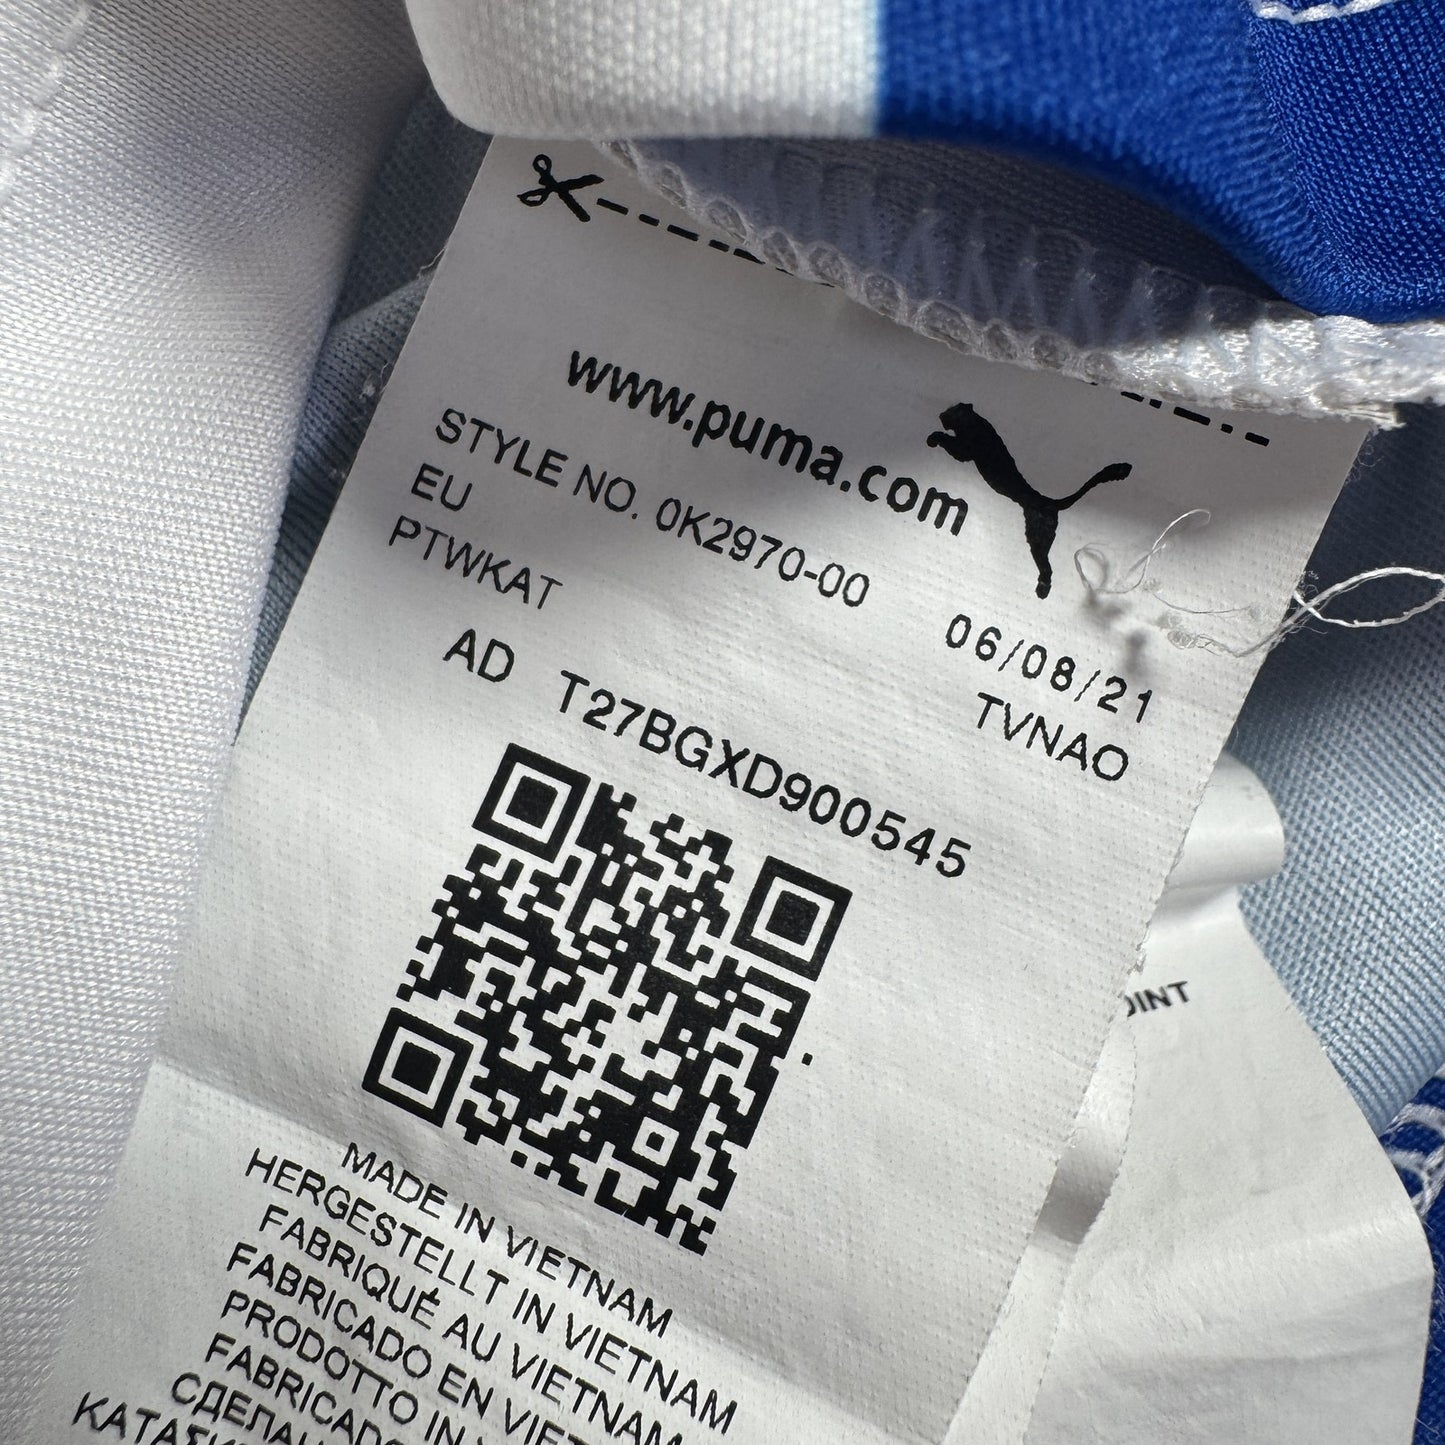 www.puma.com
STYLE NO. 0K2970-00
EU 06/08/21
PTWKAT TVNAO
AD T27BGXD900545
MADE IN VIETNAM
HERGESTELLT IN VIETNAM
FABRIQUÉ AU VIETNAM
FABRICADO EN VIETNAM
PRODOTTO IN